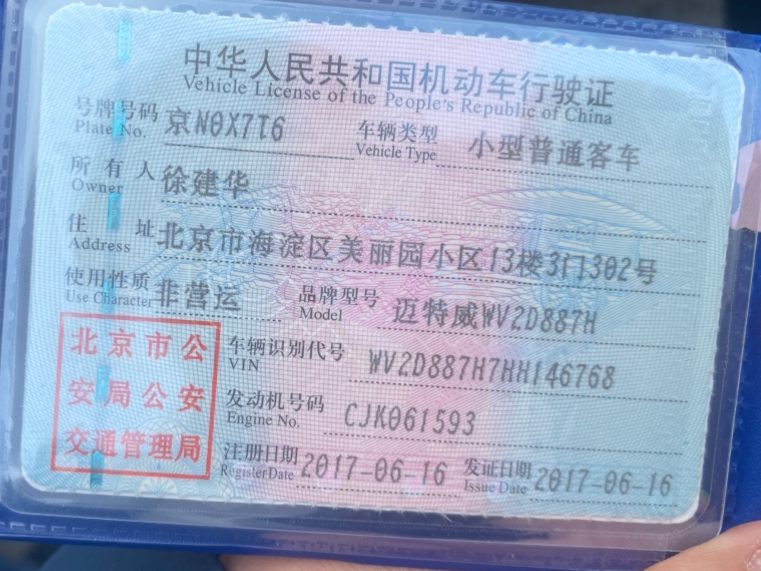 中华人民共和国机动车行驶证
Vehicle License of the People's Republic of China
号牌号码 京N0X7T6 车辆类型 小型普通客车
Plate No. Vehicle Type
所有人 徐建华
Owner
住址 北京市海淀区美丽园小区13楼3门302号
Address
使用性质 非营运 品牌型号 迈特威WV2D887H
Use Character Model
车辆识别代号 WV2D887H7HH146768
VIN
发动机号码 CJK061593
Engine No.
注册日期 2017-06-16 发证日期 2017-06-16
Register Date Issue Date
北京市公
安局公安
交通管理局